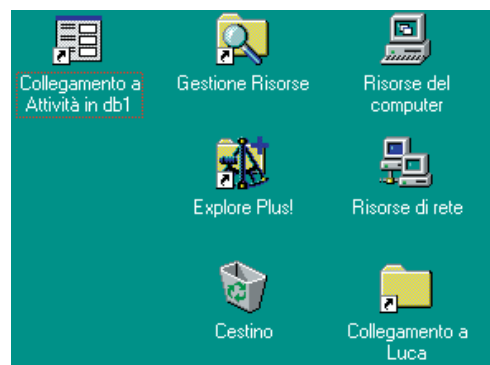 Collegamento a
Attività in db1
Gestione Risorse
Risorse del
computer
Explore Plus!
Risorse di rete
Cestino
Collegamento a
Luca